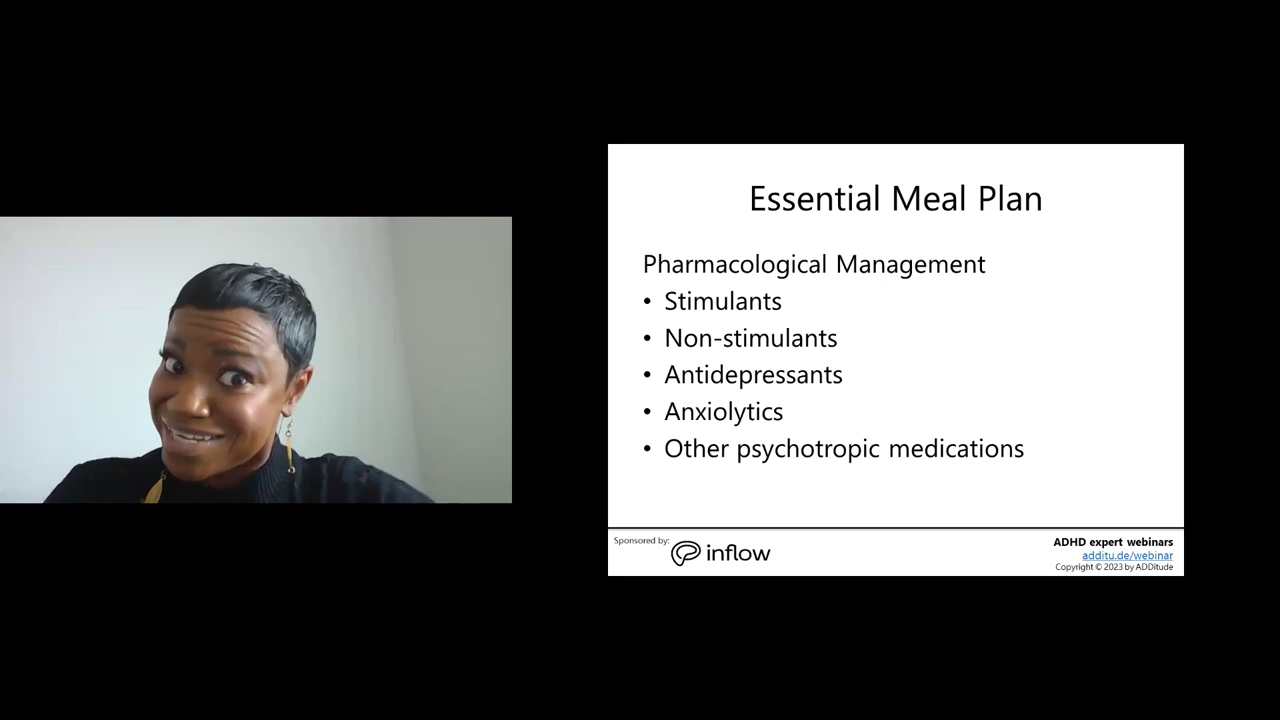 Essential Meal Plan
Pharmacological Management
• Stimulants
• Non-stimulants
• Antidepressants
• Anxiolytics
• Other psychotropic medications
Sponsored by:
inflow
ADHD expert webinars
additu.de/webinar
Copyright © 2023 by ADDitude